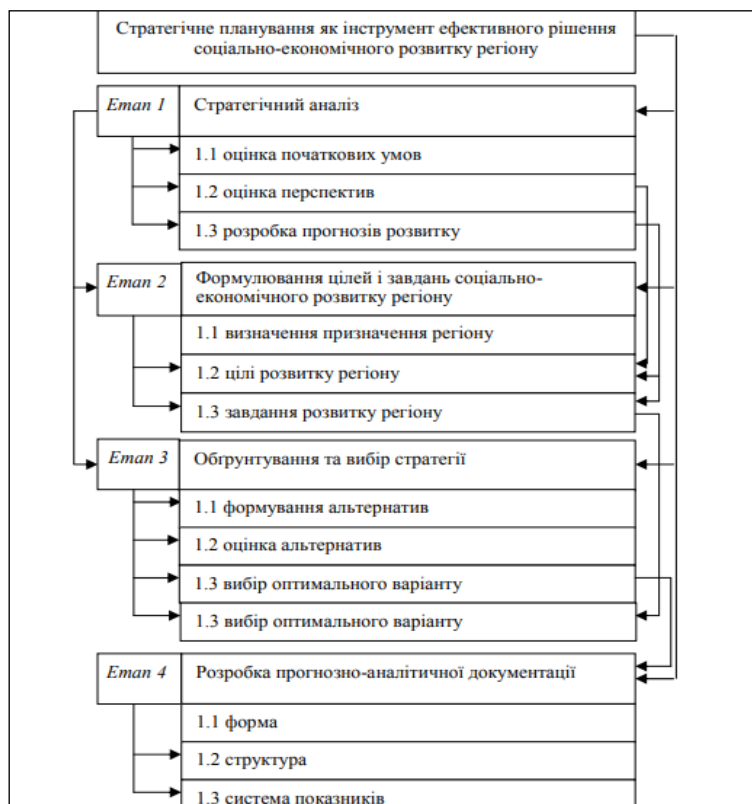 Стратегічне планування як інструмент ефективного рішення
соціально-економічного розвитку регіону
Етап 1 Стратегічний аналіз
1.1 оцінка початкових умов
1.2 оцінка перспектив
1.3 розробка прогнозів розвитку
Етап 2 Формулювання цілей і завдань соціально-
економічного розвитку регіону
1.1 визначення призначення регіону
1.2 цілі розвитку регіону
1.3 завдання розвитку регіону
Етап 3 Обґрунтування та вибір стратегії
1.1 формування альтернатив
1.2 оцінка альтернатив
1.3 вибір оптимального варіанту
1.3 вибір оптимального варіанту
Етап 4 Розробка прогнозно-аналітичної документації
1.1 форма
1.2 структура
1.3 система показників